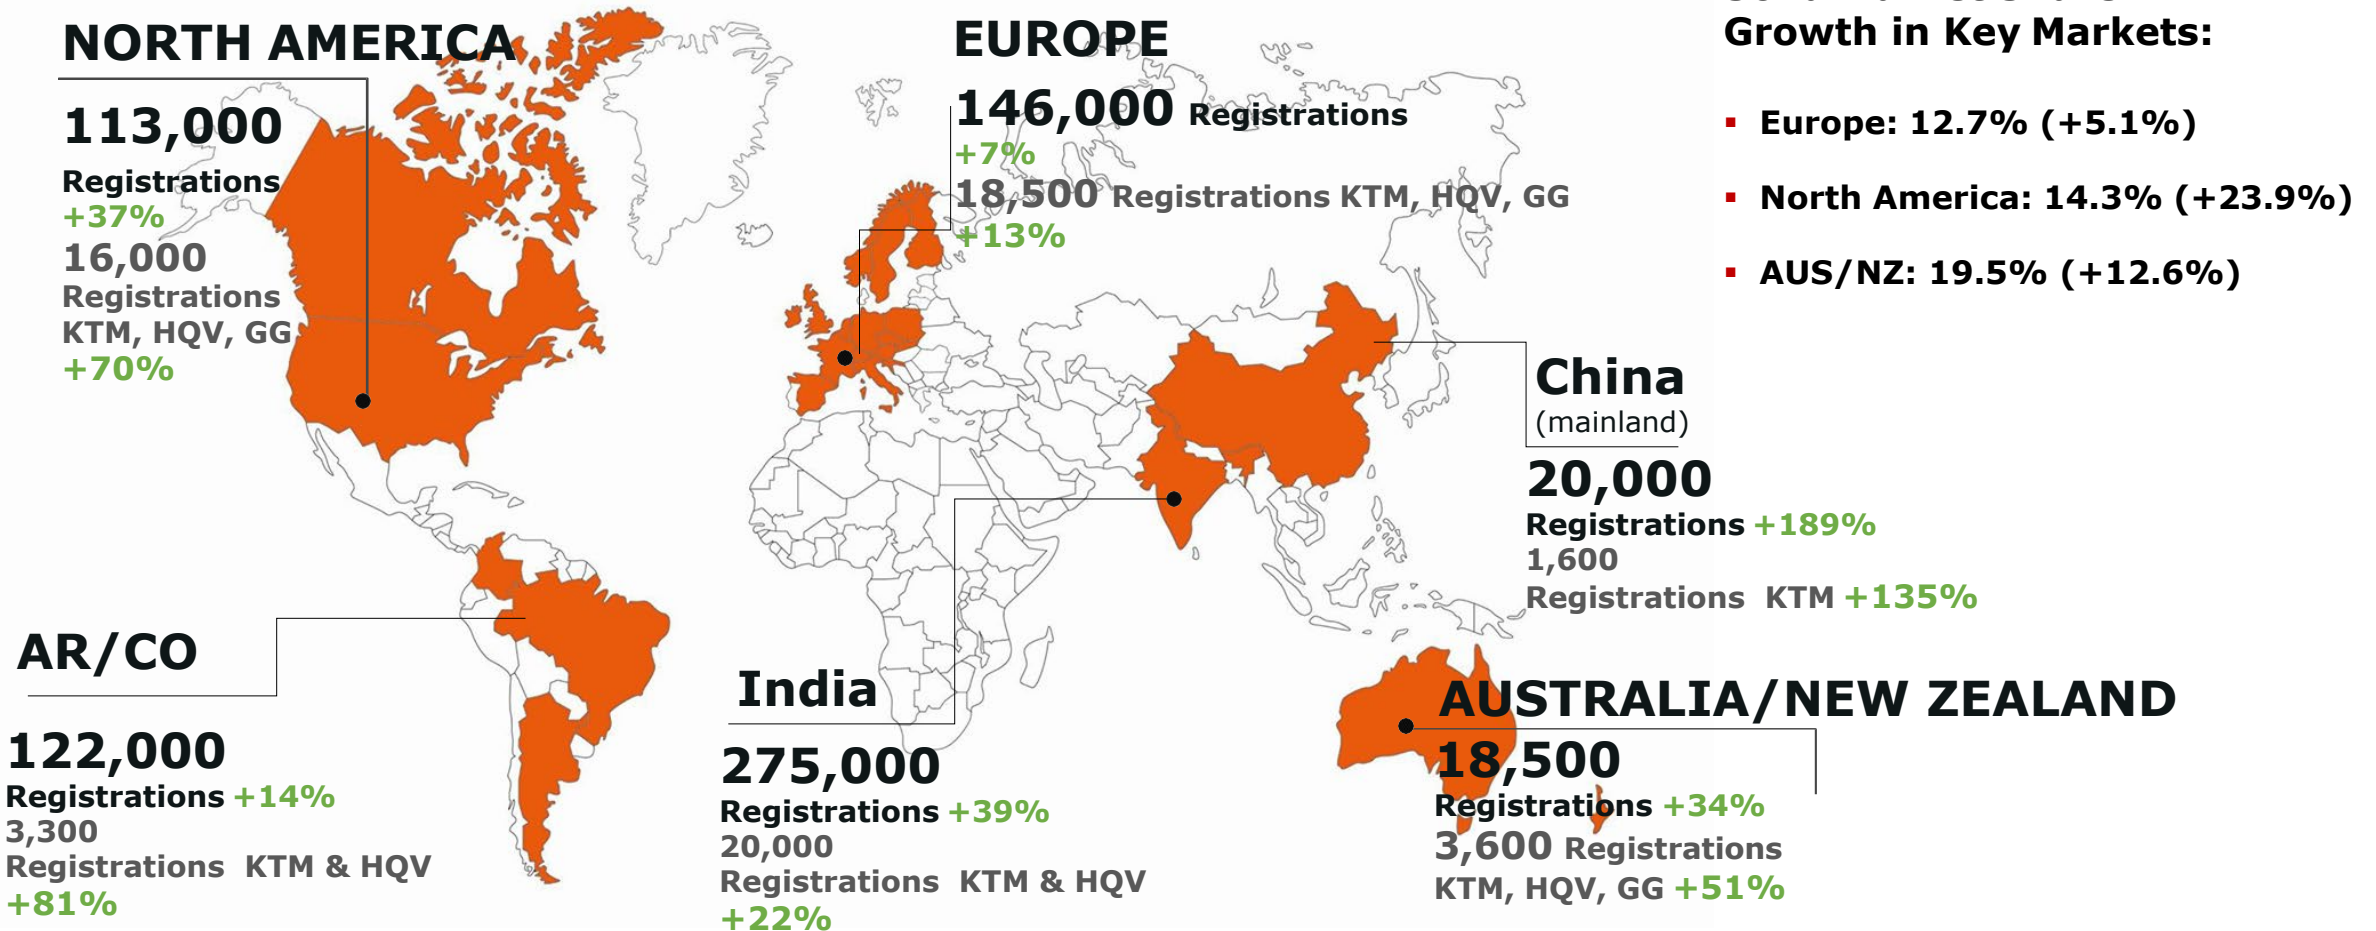 NORTH AMERICA
113,000
Registrations
+37%
16,000
Registrations
KTM, HQV, GG
+70%
EUROPE
146,000 Registrations
+7%
18,500 Registrations KTM, HQV, GG
+13%
Growth in Key Markets:
▪ Europe: 12.7% (+5.1%)
▪ North America: 14.3% (+23.9%)
▪ AUS/NZ: 19.5% (+12.6%)
China
(mainland)
20,000
Registrations +189%
1,600
Registrations KTM +135%
AR/CO
122,000
Registrations +14%
3,300
Registrations KTM & HQV
+81%
India
275,000
Registrations +39%
20,000
Registrations KTM & HQV
+22%
AUSTRALIA/NEW ZEALAND
18,500
Registrations +34%
3,600 Registrations
KTM, HQV, GG +51%